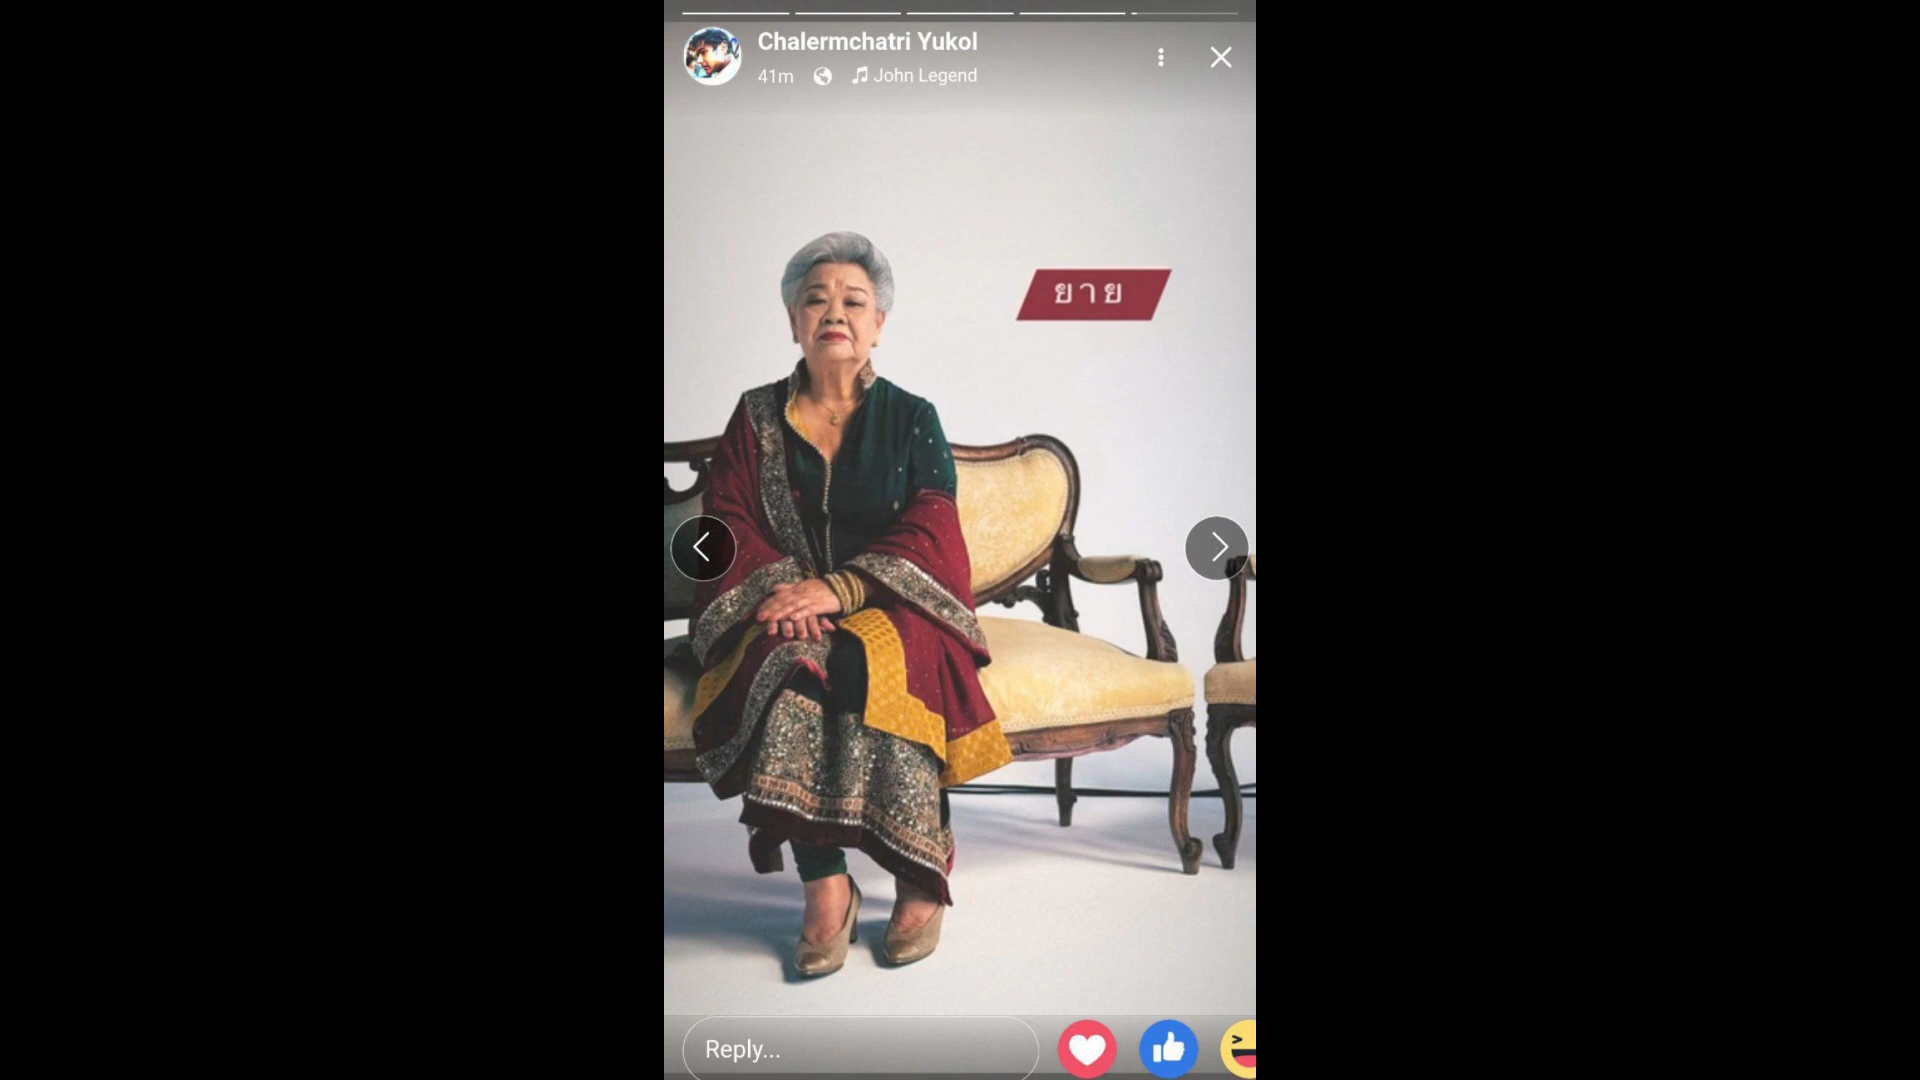 Chalermchatri Yukol
41m John Legend
ยาย
Reply...